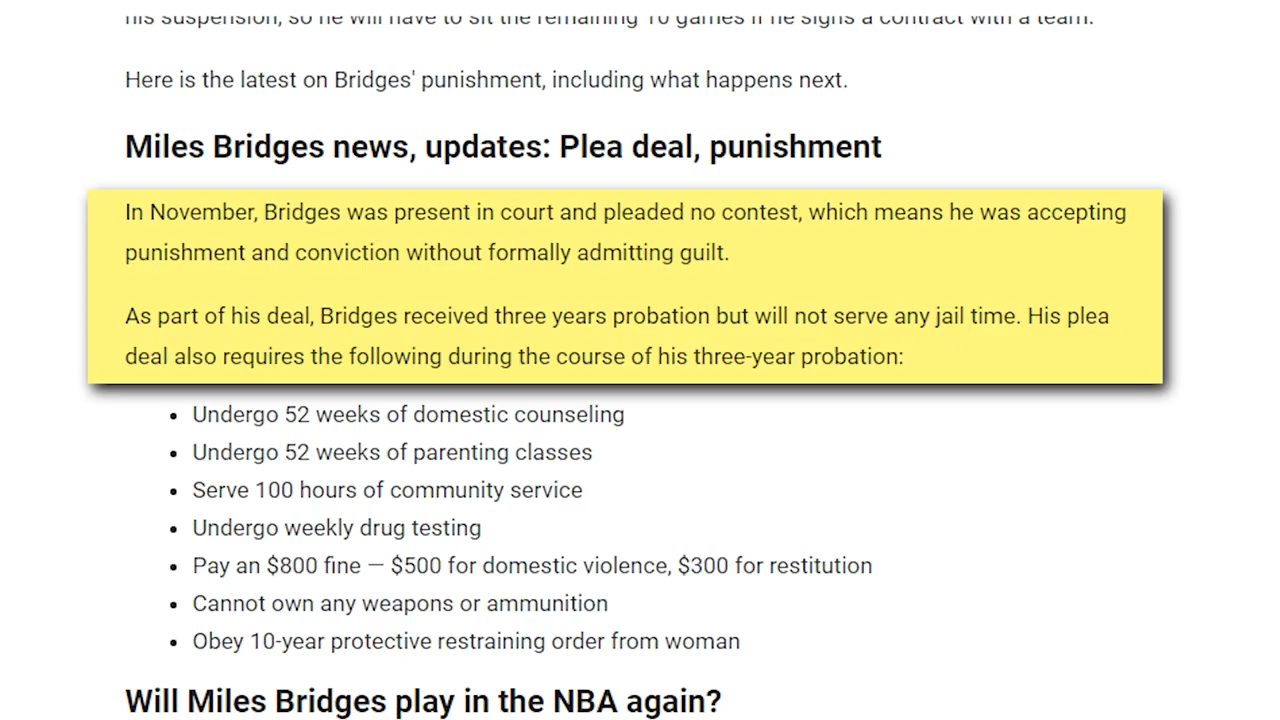 his suspension, so he will have to sit the remaining 10 games if he signs a contract with a team.
Here is the latest on Bridges' punishment, including what happens next.
Miles Bridges news, updates: Plea deal, punishment
In November, Bridges was present in court and pleaded no contest, which means he was accepting
punishment and conviction without formally admitting guilt.
As part of his deal, Bridges received three years probation but will not serve any jail time. His plea
deal also requires the following during the course of his three-year probation:
• Undergo 52 weeks of domestic counseling
• Undergo 52 weeks of parenting classes
• Serve 100 hours of community service
• Undergo weekly drug testing
• Pay an $800 fine — $500 for domestic violence, $300 for restitution
• Cannot own any weapons or ammunition
• Obey 10-year protective restraining order from woman
Will Miles Bridges play in the NBA again?